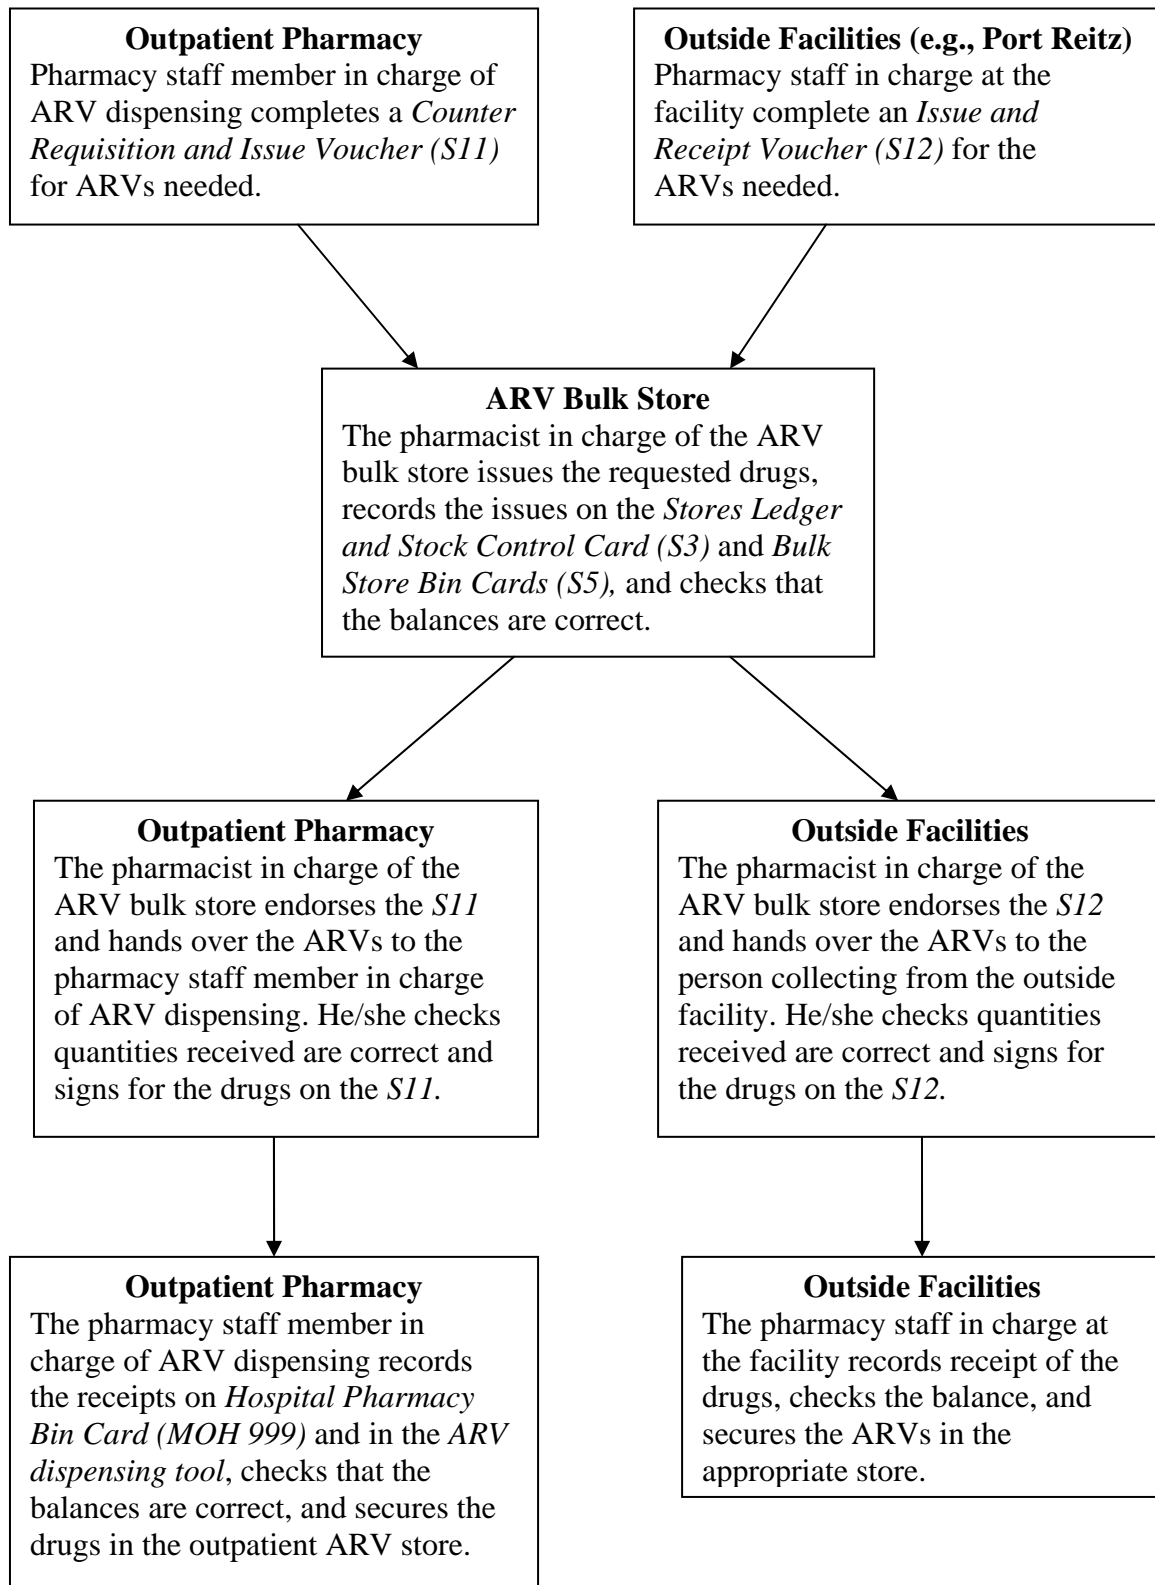 Outpatient Pharmacy
Pharmacy staff member in charge of
ARV dispensing completes a Counter
Requisition and Issue Voucher (S11)
for ARVs needed.
Outside Facilities (e.g., Port Reitz)
Pharmacy staff in charge at the
facility complete an Issue and
Receipt Voucher (S12) for the
ARVs needed.
ARV Bulk Store
The pharmacist in charge of the ARV
bulk store issues the requested drugs,
records the issues on the Stores Ledger
and Stock Control Card (S3) and Bulk
Store Bin Cards (S5), and checks that
the balances are correct.
Outpatient Pharmacy
The pharmacist in charge of the
ARV bulk store endorses the S11
and hands over the ARVs to the
pharmacy staff member in charge
of ARV dispensing. He/she checks
quantities received are correct and
signs for the drugs on the S11.
Outside Facilities
The pharmacist in charge of the
ARV bulk store endorses the S12
and hands over the ARVs to the
person collecting from the outside
facility. He/she checks quantities
received are correct and signs for
the drugs on the S12.
Outpatient Pharmacy
The pharmacy staff member in
charge of ARV dispensing records
the receipts on Hospital Pharmacy
Bin Card (MOH 999) and in the ARV
dispensing tool, checks that the
balances are correct, and secures the
drugs in the outpatient ARV store.
Outside Facilities
The pharmacy staff in charge at
the facility records receipt of the
drugs, checks the balance, and
secures the ARVs in the
appropriate store.